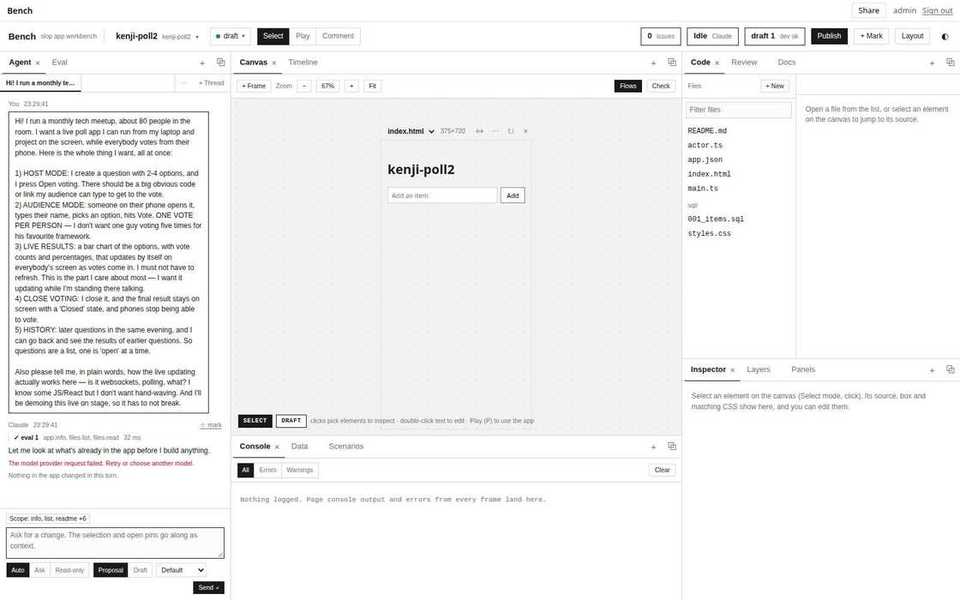 Bench
Share
admin
Sign out
Bench slop app workbench
kenji-poll2 kenji-poll2
draft
Select
Play
Comment
0 issues
Idle Claude
draft 1 dev ok
Publish
+ Mark
Layout
Agent
Eval
Hi! I run a monthly te…
+ Thread
You 23:29:41
Hi! I run a monthly tech meetup, about 80 people in the
room. I want a live poll app I can run from my laptop and
project on the screen, while everybody votes from their
phone. Here is the whole thing I want, all at once:
1) HOST MODE: I create a question with 2-4 options, and
I press Open voting. There should be a big obvious code
or link my audience can type to get to the vote.
2) AUDIENCE MODE: someone on their phone opens it,
types their name, picks an option, hits Vote. ONE VOTE
PER PERSON — I don't want one guy voting five times for
his favourite framework.
3) LIVE RESULTS: a bar chart of the options, with vote
counts and percentages, that updates by itself on
everybody's screen as votes come in. I must not have to
refresh. This is the part I care about most — I want it
updating while I'm standing there talking.
4) CLOSE VOTING: I close it, and the final result stays on
screen with a 'Closed' state, and phones stop being able
to vote.
5) HISTORY: later questions in the same evening, and I
can go back and see the results of earlier questions. So
questions are a list, one is 'open' at a time.
Also please tell me, in plain words, how the live updating
actually works here — is it websockets, polling, what? I
know some JS/React but I don't want hand-waving. And I'll
be demoing this live on stage, so it has to not break.
Claude 23:29:41
mark
✓ eval 1 app.info, files.list, files.read 32 ms
Let me look at what's already in the app before I build anything.
The model provider request failed. Retry or choose another model.
Nothing in the app changed in this turn.
Scope: info, list, readme +6
Ask for a change. The selection and open pins go along as
context.
Auto
Ask
Read-only
Proposal
Draft
Default
Send
Canvas
Timeline
+ Frame
Zoom
−
67%
+
Fit
Flows
Check
index.html 375×720
kenji-poll2
Add an item
Add
SELECT
DRAFT
clicks pick elements to inspect · double-click text to edit · Play (P) to use the app
Console
Data
Scenarios
All
Errors
Warnings
Clear
Nothing logged. Page console output and errors from every frame land here.
Code
Review
Docs
Files
+ New
Filter files
README.md
actor.ts
app.json
index.html
main.ts
sql
001_items.sql
styles.css
Open a file from the list, or select an element
on the canvas to jump to its source.
Inspector
Layers
Panels
Select an element on the canvas (Select mode, click). Its source, box and
matching CSS show here, and you can edit them.